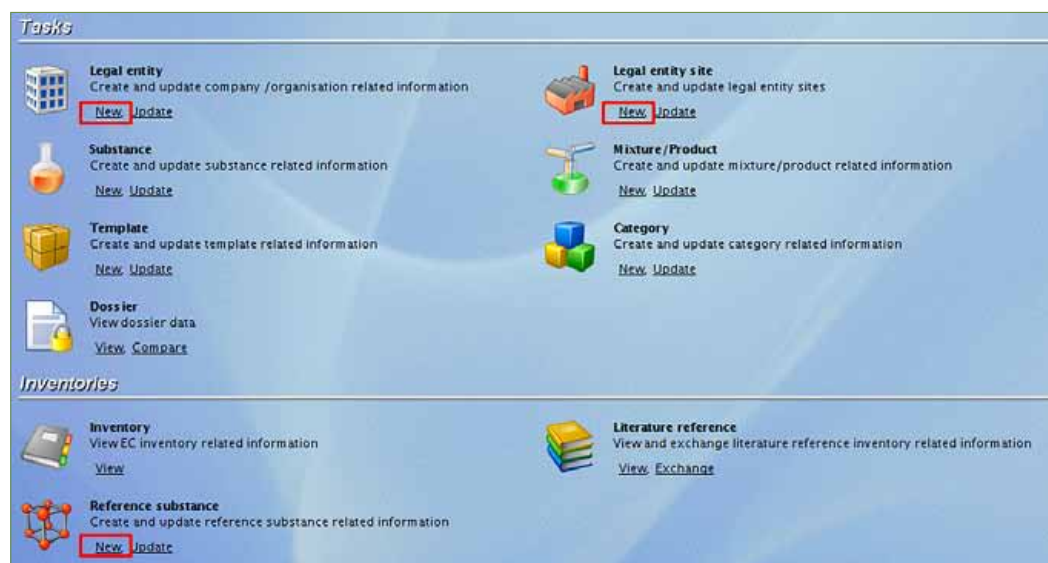 Tasks
Legal entity
Create and update company /organisation related information
New, Update
Legal entity site
Create and update legal entity sites
New, Update
Substance
Create and update substance related information
New, Update
Mixture/Product
Create and update mixture/product related information
New, Update
Template
Create and update template related information
New, Update
Category
Create and update category related information
New, Update
Dossier
View dossier data
View, Compare
Inventories
Inventory
View EC inventory related information
View
Literature reference
View and exchange literature reference inventory related information
View, Exchange
Reference substance
Create and update reference substance related information
New, Update